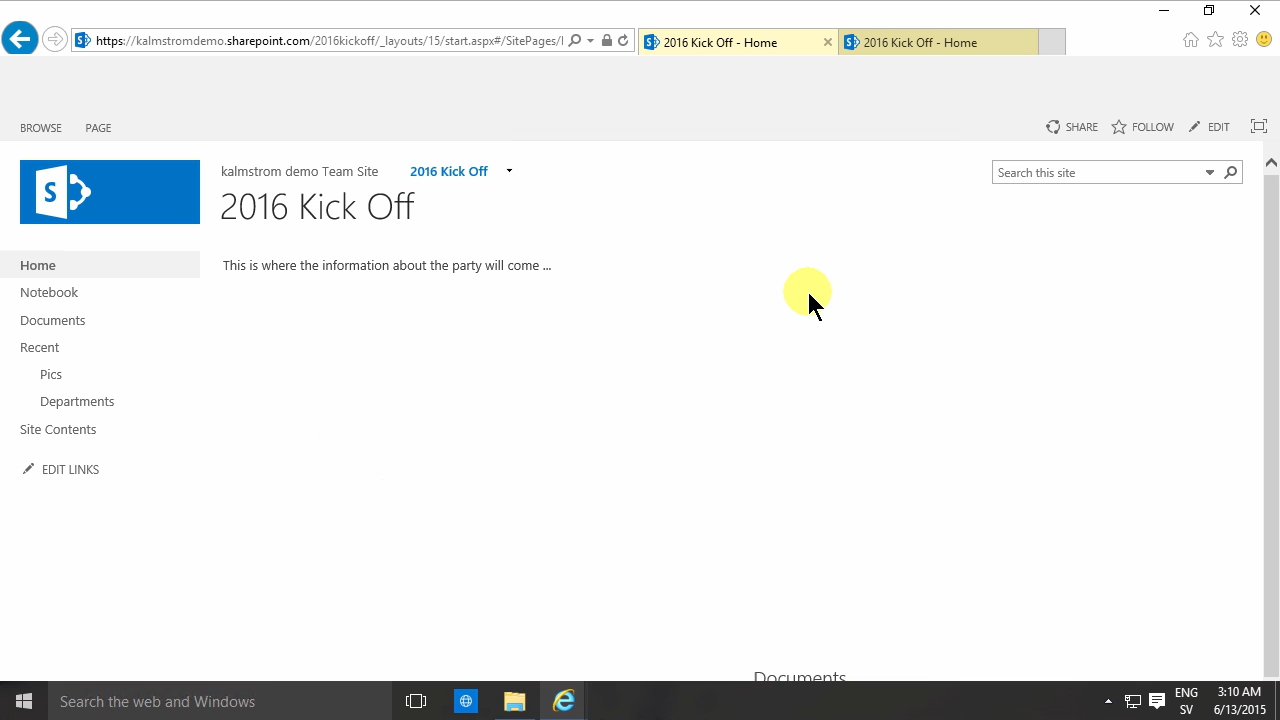 https://kalmstromdemo.sharepoint.com/2016kickoff/_layouts/15/start.aspx#/SitePages/
2016 Kick Off - Home
2016 Kick Off - Home
BROWSE
PAGE
SHARE
FOLLOW
EDIT
kalmstrom demo Team Site
2016 Kick Off
Search this site
2016 Kick Off
Home
This is where the information about the party will come ...
Notebook
Documents
Recent
Pics
Departments
Site Contents
EDIT LINKS
Documents
Search the web and Windows
ENG
SV
3:10 AM
6/13/2015